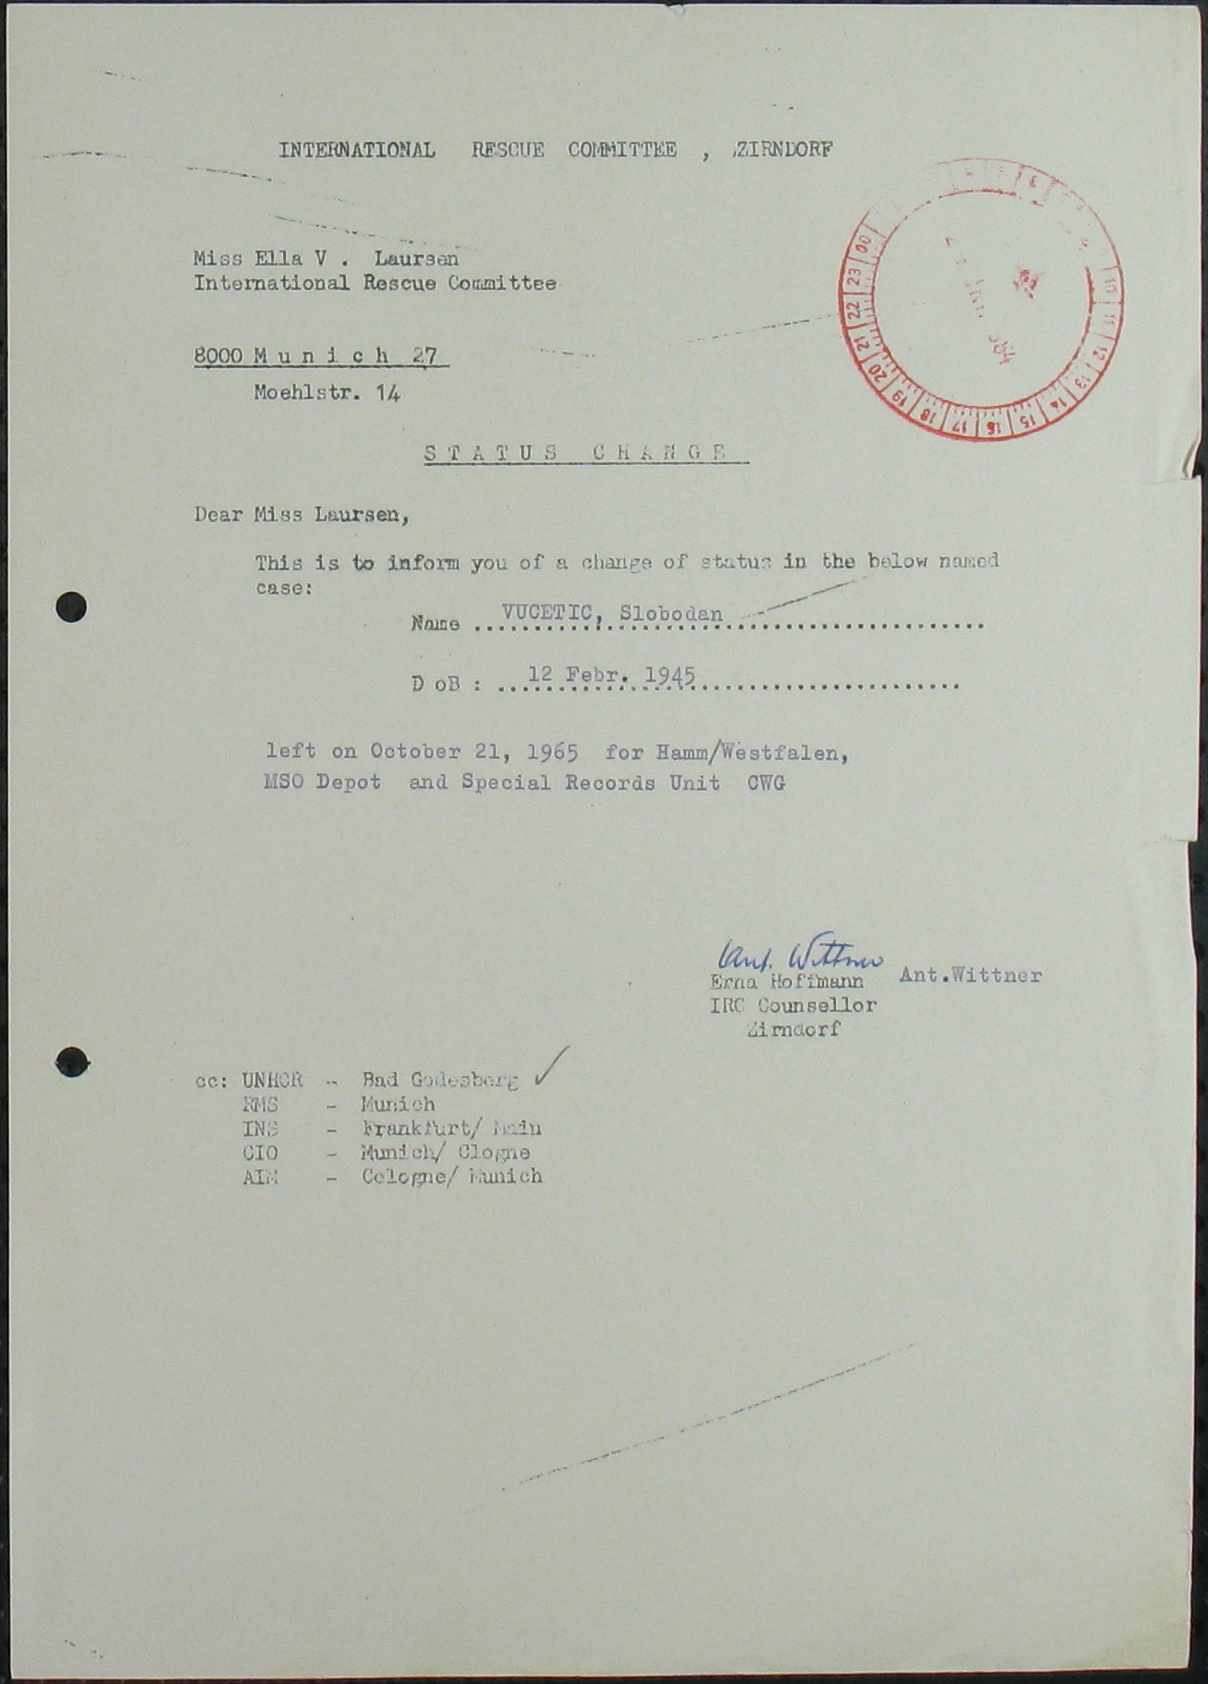 INTERNATIONAL RESCUE COMMITTEE , ZIRNDORF
Miss Ella V . Laursen
International Rescue Committee
8000 M u n i c h 27
Moehlstr. 14
S T A T U S C H A N G E
Dear Miss Laursen,
This is to inform you of a change of status in the below named
case:
Name .... VUCETIC, Slobodan ....
D oB : .... 12 Febr. 1945 ....
left on October 21, 1965 for Hamm/Westfalen,
MSO Depot and Special Records Unit CWG
Ant. Wittner
Erna Hoffmann Ant.Wittner
IRC Counsellor
Zirndorf
cc: UNHCR - Bad Godesberg ✓
RMS - Munich
INS - Frankfurt/ Main
CIO - Munich/ Clogne
AIM - Cologne/ Munich
00 23 22 21 20 19 18 17 16 15 14 13 12 11 10